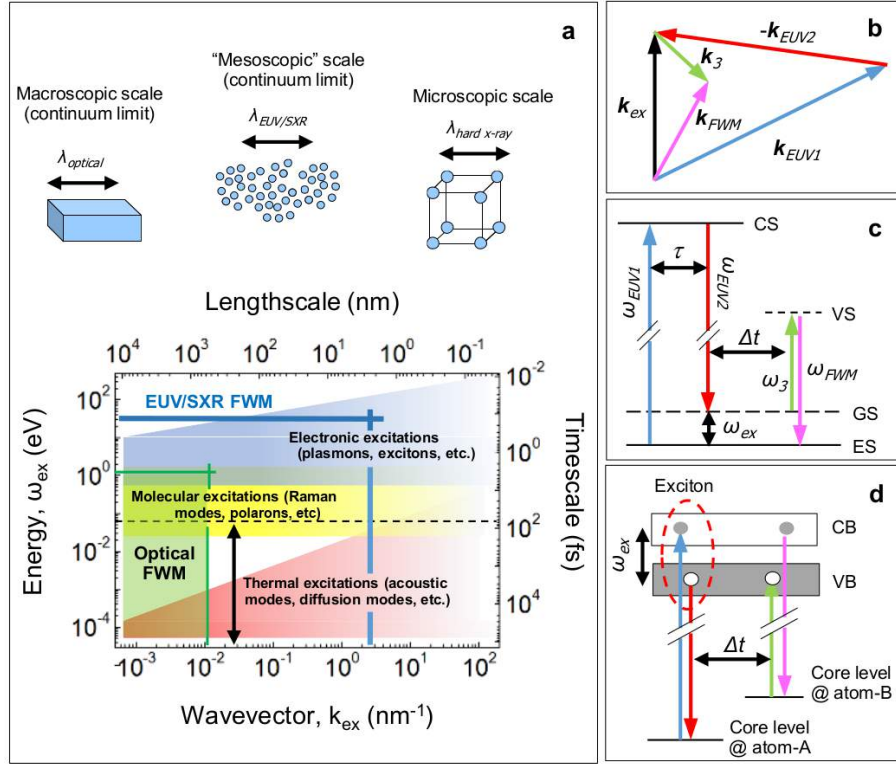 a
Macroscopic scale
(continuum limit)
λoptical
“Mesoscopic” scale
(continuum limit)
λEUV/SXR
Microscopic scale
λhard x-ray
Lengthscale (nm)
10⁴ 10³ 10² 10¹ 10⁰ 10⁻¹
Energy, ωex (eV)
10² 10⁰ 10⁻² 10⁻⁴
EUV/SXR FWM
Electronic excitations
(plasmons, excitons, etc.)
Molecular excitations (Raman
modes, polarons, etc)
Optical
FWM
Thermal excitations (acoustic
modes, diffusion modes, etc.)
10⁻² 10⁰ 10² 10⁴
Timescale (fs)
10⁻³ 10⁻² 10⁻¹ 10⁰ 10¹ 10²
Wavevector, kex (nm⁻¹)
b
-kEUV2
k3
kex
kFWM
kEUV1
c
CS
τ
ωEUV1
ωEUV2
VS
Δt
ω3
ωFWM
GS
ωex
ES
d
Exciton
CB
ωex
VB
Δt
Core level
@ atom-B
Core level
@ atom-A